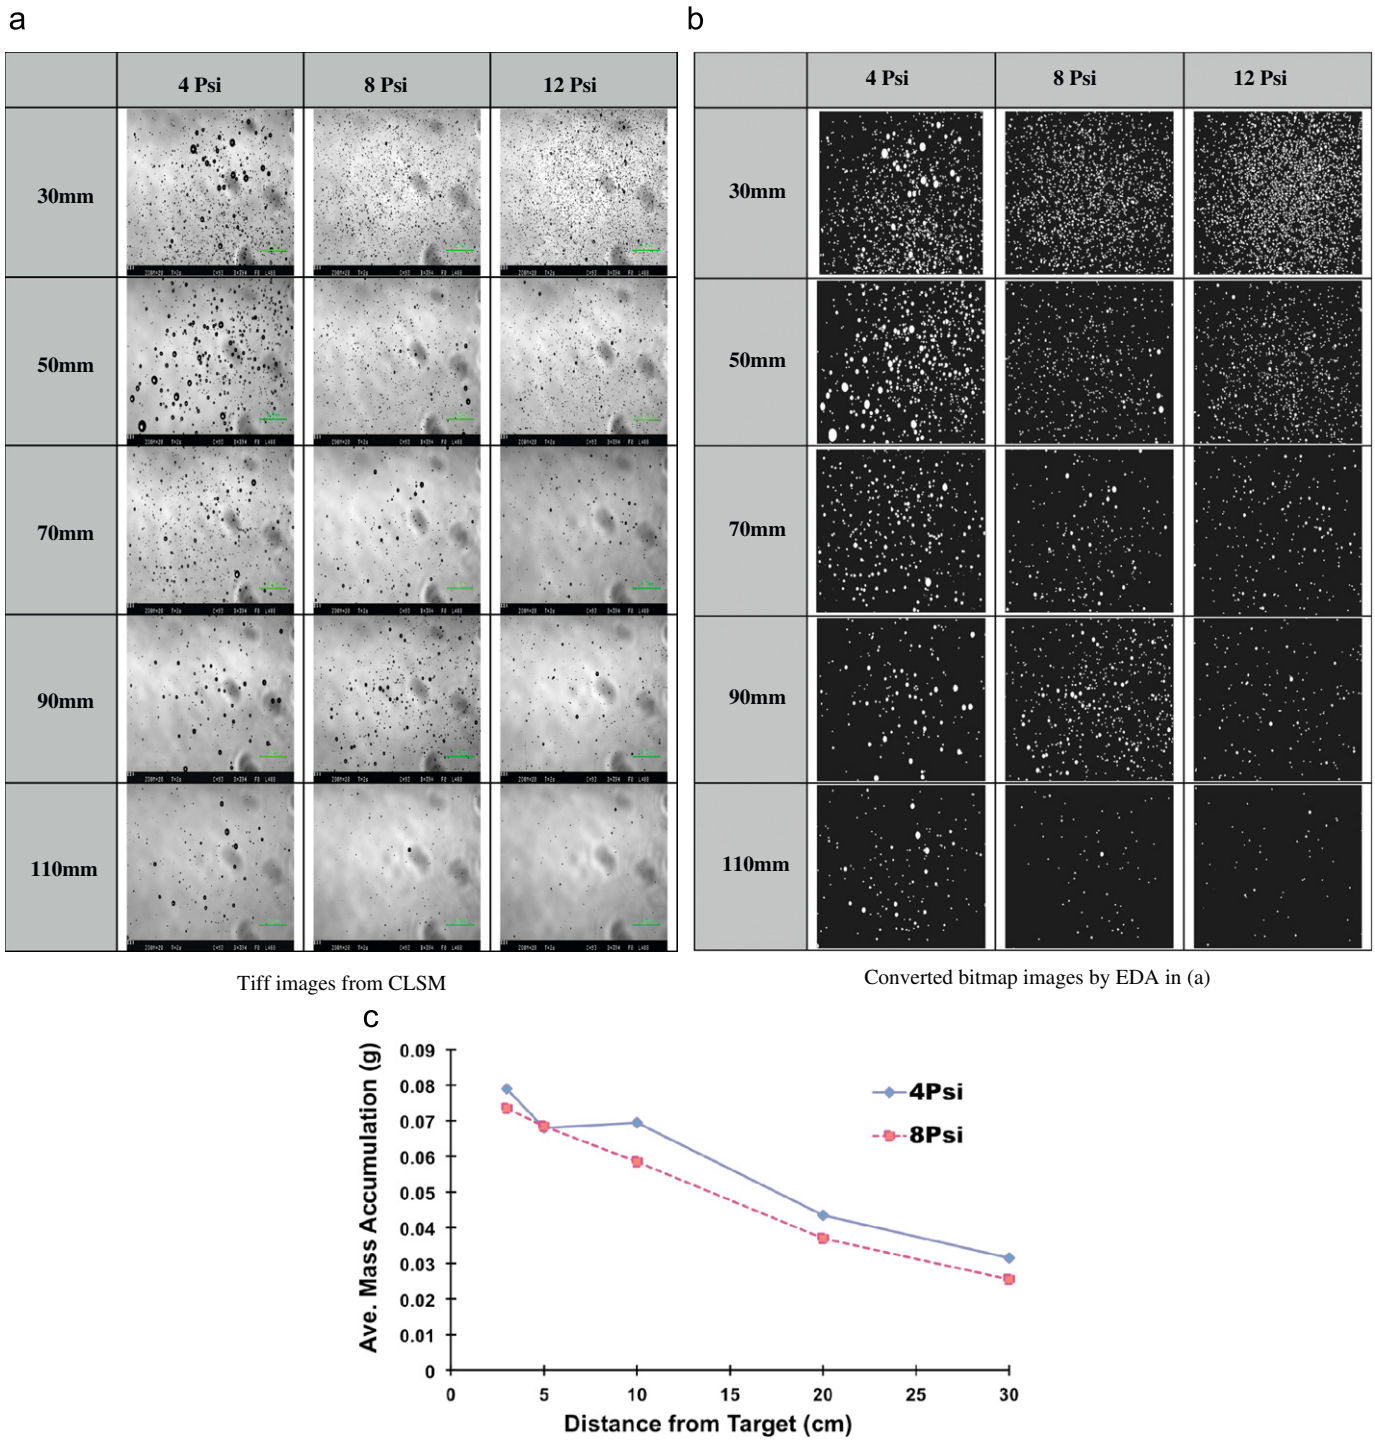 a
4 Psi 8 Psi 12 Psi
30mm
50mm
70mm
90mm
110mm
Tiff images from CLSM
b
4 Psi 8 Psi 12 Psi
30mm
50mm
70mm
90mm
110mm
Converted bitmap images by EDA in (a)
c
Ave. Mass Accumulation (g)
0.09
0.08
0.07
0.06
0.05
0.04
0.03
0.02
0.01
0
0 5 10 15 20 25 30
Distance from Target (cm)
4Psi
8Psi